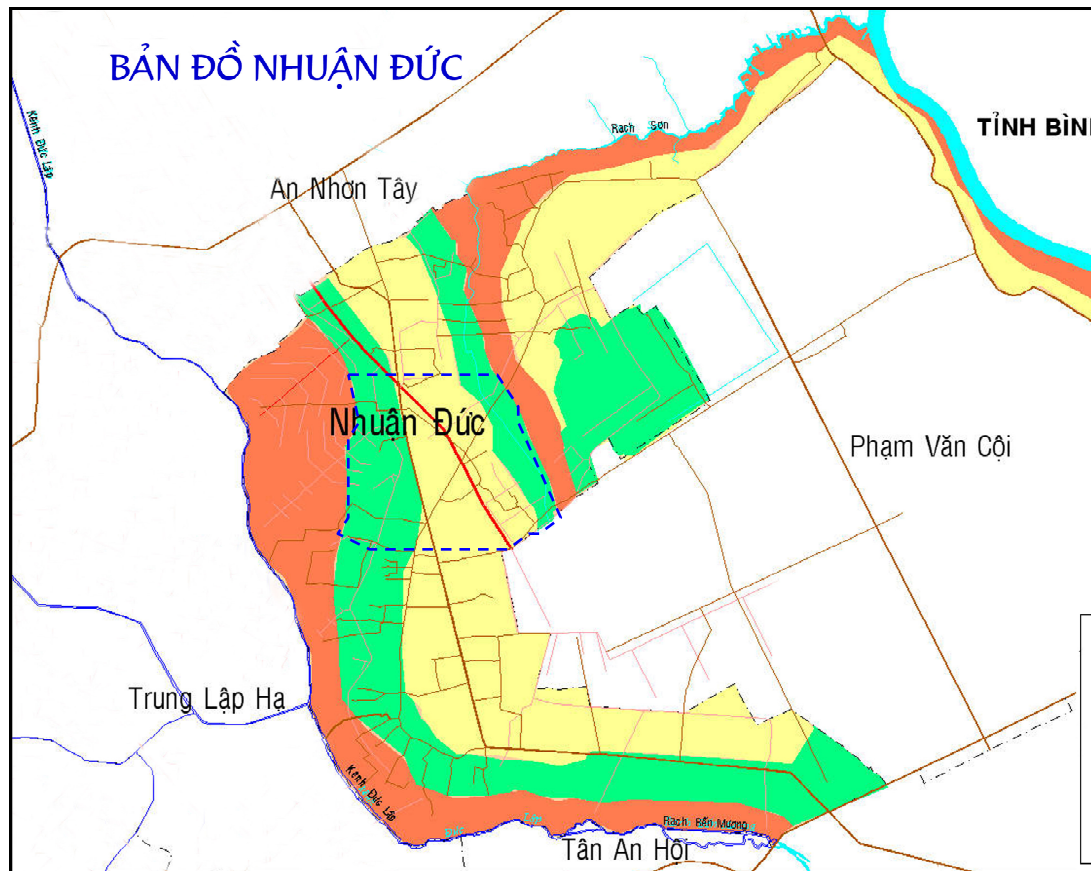 BẢN ĐỒ NHUẬN ĐỨC
TỈNH BÌN
Kênh Đức Lập
Rạch Sơn
An Nhơn Tây
Nhuận Đức
Phạm Văn Cội
Trung Lập Hạ
Kênh Đức Lập
Rạch Bến Mương
Tân An Hội